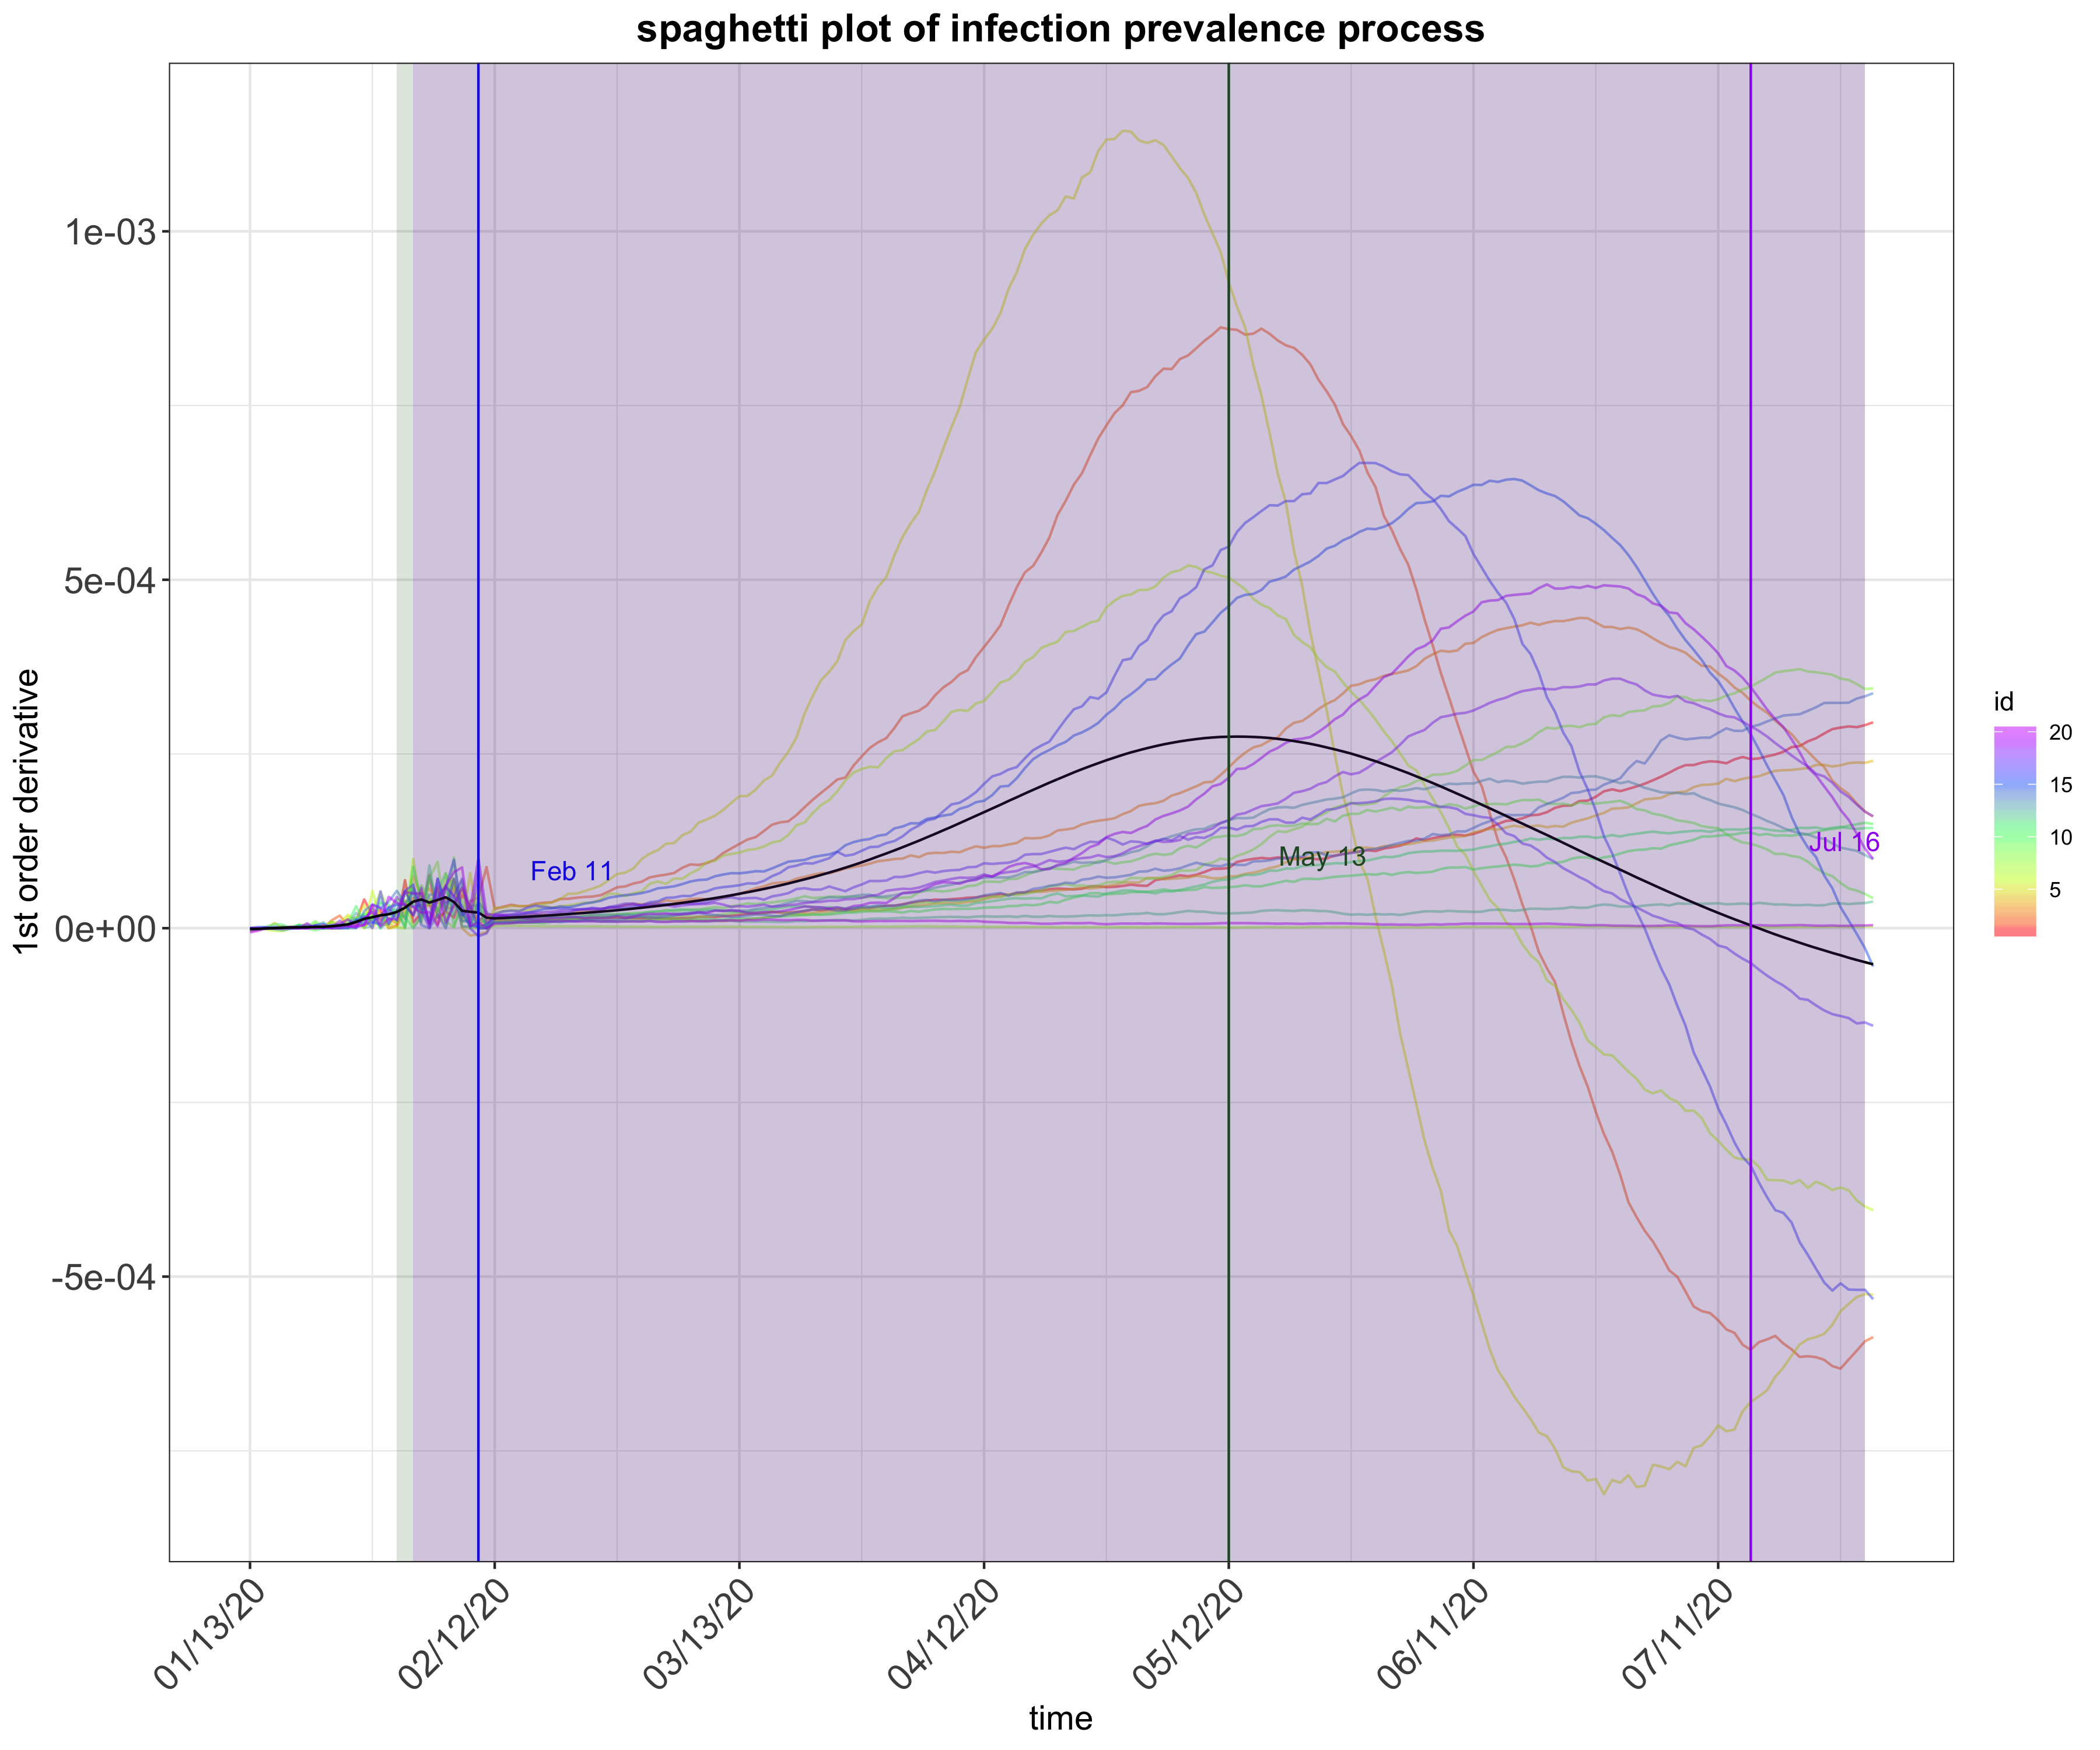 spaghetti plot of infection prevalence process
1st order derivative
1e-03
5e-04
0e+00
-5e-04
Feb 11
May 13
Jul 16
id
20
15
10
5
01/13/20
02/12/20
03/13/20
04/12/20
05/12/20
06/11/20
07/11/20
time